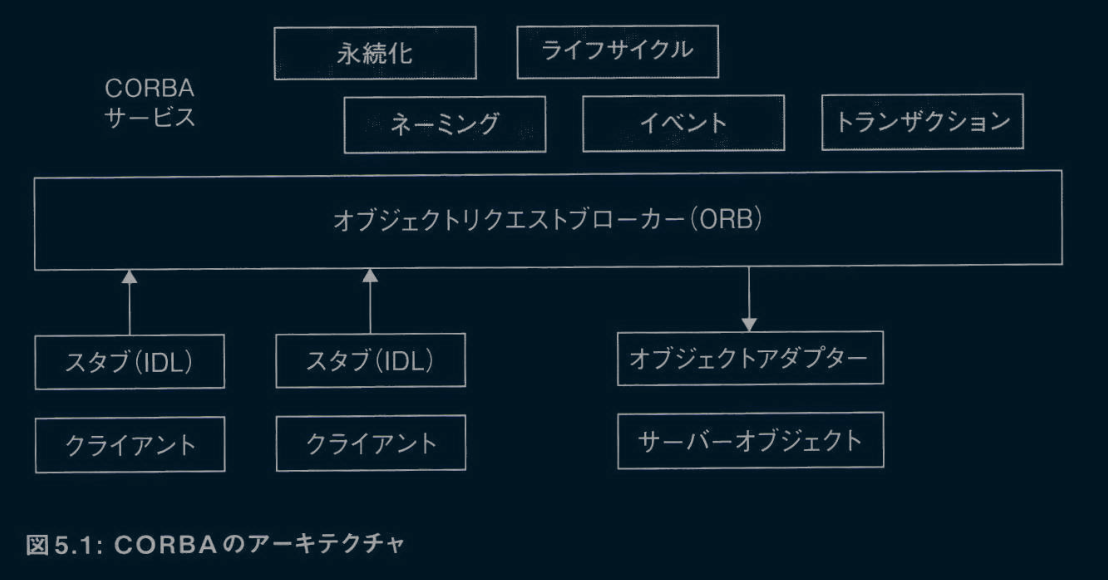 永続化
ライフサイクル
CORBA
サービス
ネーミング
イベント
トランザクション
オブジェクトリクエストブローカー(ORB)
スタブ(IDL)
スタブ(IDL)
オブジェクトアダプター
クライアント
クライアント
サーバーオブジェクト
図5.1: CORBAのアーキテクチャ